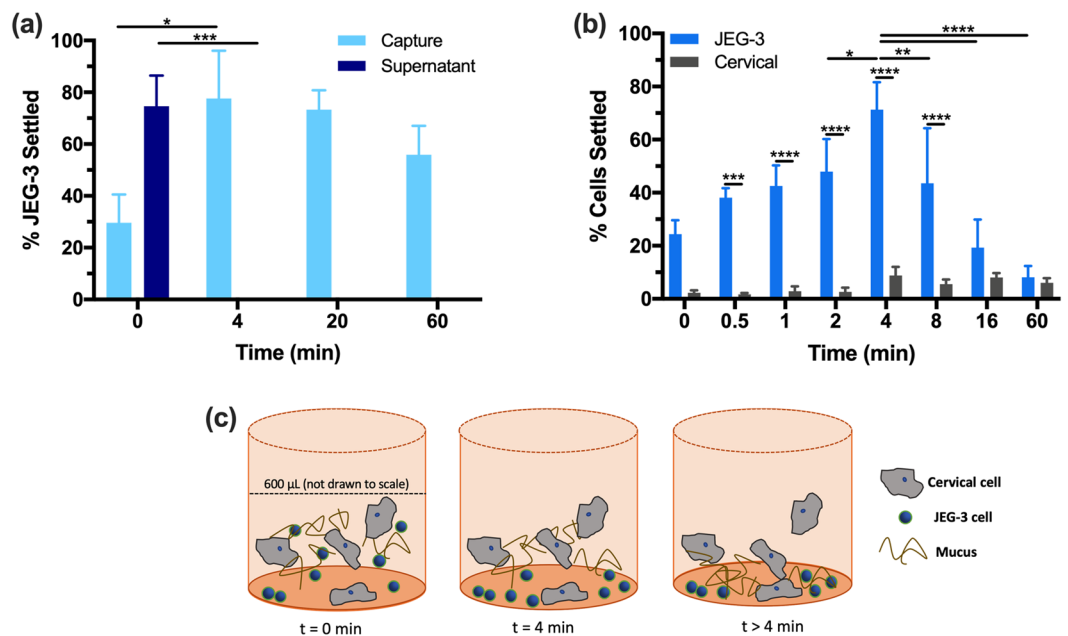 (a)
*
***
100
80
60
40
20
0
% JEG-3 Settled
Capture
Supernatant
0 4 20 60
Time (min)
(b)
****
* **
****
****
****
****
***
100
80
60
40
20
0
% Cells Settled
JEG-3
Cervical
0 0.5 1 2 4 8 16 60
Time (min)
(c)
600 µL (not drawn to scale)
t = 0 min
t = 4 min
t > 4 min
Cervical cell
JEG-3 cell
Mucus